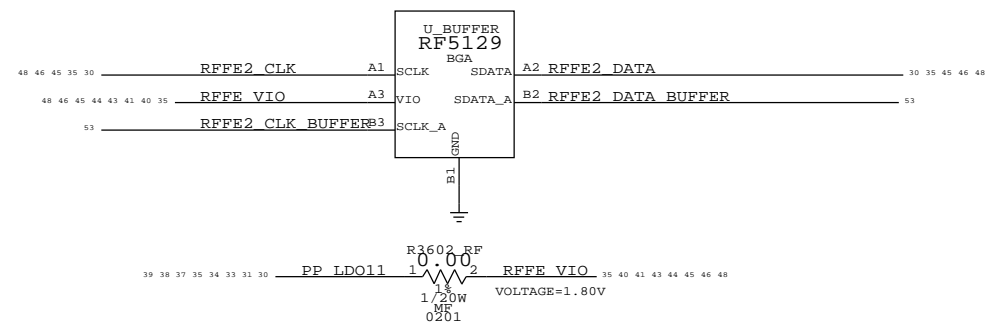 U_BUFFER
RF5129
BGA
48 46 45 35 30 RFFE2_CLK A1 SCLK SDATA A2 RFFE2_DATA 30 35 45 46 48
48 46 45 44 43 41 40 35 RFFE_VIO A3 VIO SDATA_A B2 RFFE2_DATA_BUFFER 53
53 RFFE2_CLK_BUFFER B3 SCLK_A
GND
B1
R3602_RF
0.00
39 38 37 35 34 33 31 30 PP_LDO11 1 2 RFFE_VIO 35 40 41 43 44 45 46 48
1%
VOLTAGE=1.80V
1/20W
MF
0201